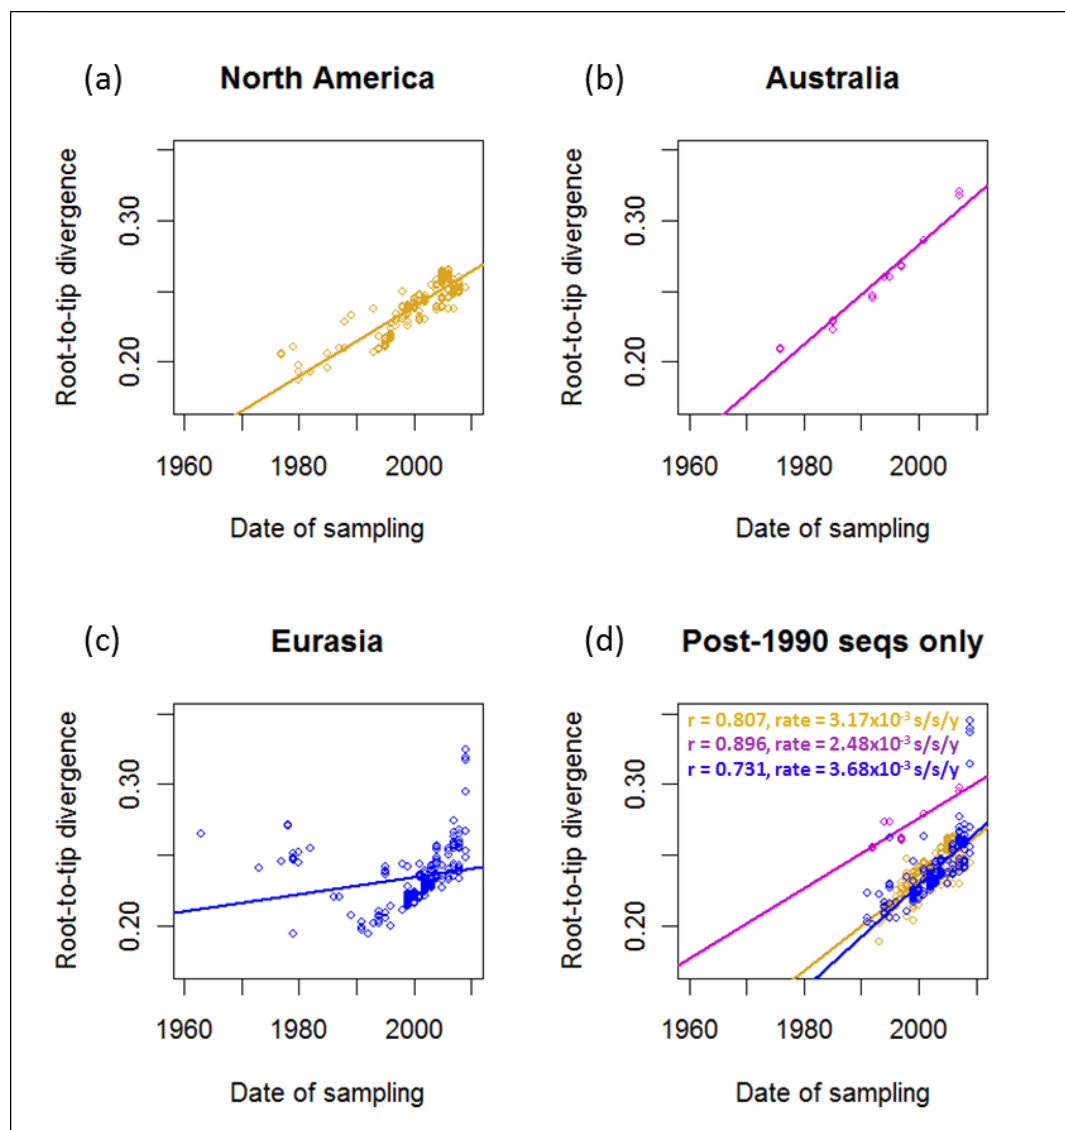 (a) North America
Root-to-tip divergence
0.30
0.20
1960 1980 2000
Date of sampling
(b) Australia
Root-to-tip divergence
0.30
0.20
1960 1980 2000
Date of sampling
(c) Eurasia
Root-to-tip divergence
0.30
0.20
1960 1980 2000
Date of sampling
(d) Post-1990 seqs only
r = 0.807, rate = 3.17x10⁻³ s/s/y
r = 0.896, rate = 2.48x10⁻³ s/s/y
r = 0.731, rate = 3.68x10⁻³ s/s/y
Root-to-tip divergence
0.30
0.20
1960 1980 2000
Date of sampling